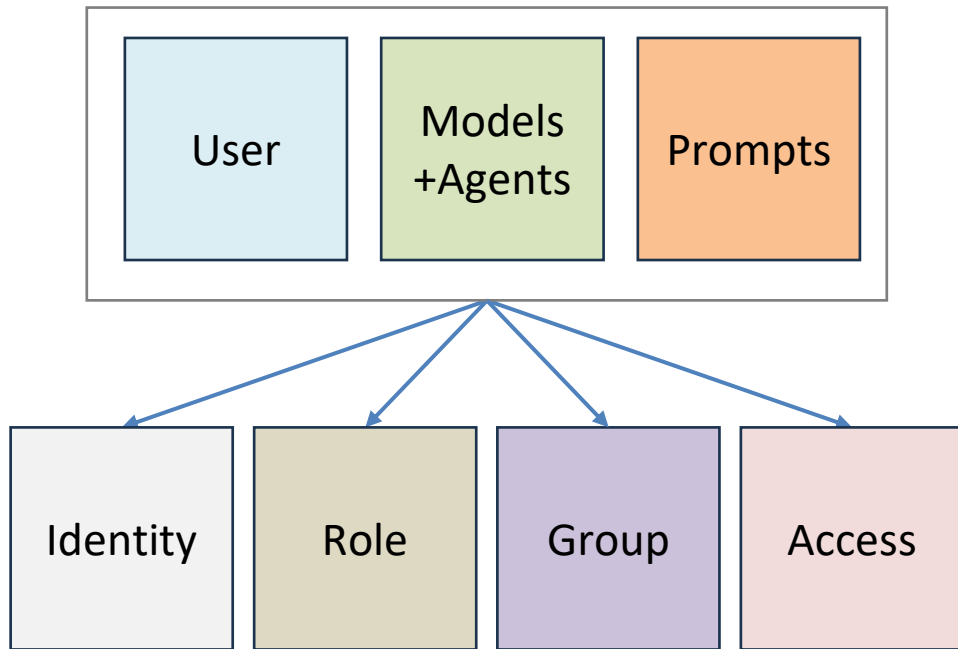 User
Models
+Agents
Prompts
Identity
Role
Group
Access